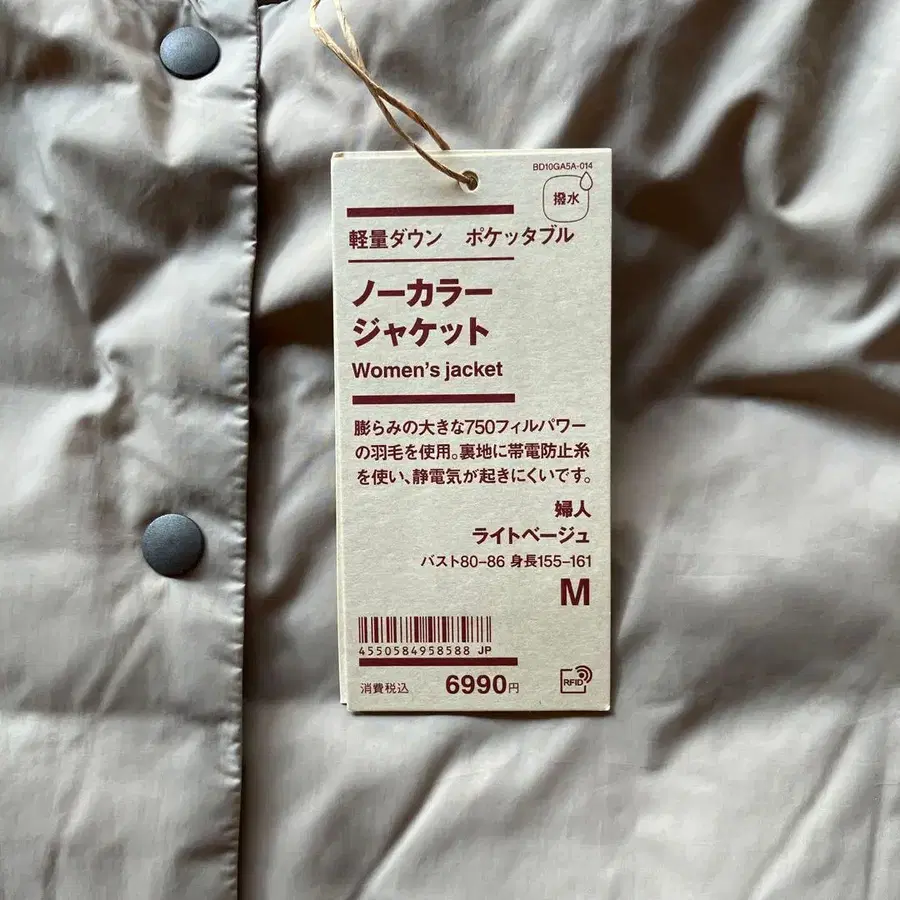 BD10GA5A-014
撥水
軽量ダウン　ポケッタブル
ノーカラー
ジャケット
Women's jacket
膨らみの大きな750フィルパワー
の羽毛を使用。裏地に帯電防止糸
を使い、静電気が起きにくいです。
婦人
ライトベージュ
バスト80–86 身長155–161
M
4550584958588 JP
消費税込 6990円
RFID